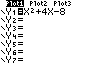 Plot1 Plot2 Plot3
\Y₁=X²+4X-8
\Y₂=
\Y₃=
\Y₄=
\Y₅=
\Y₆=
\Y₇=